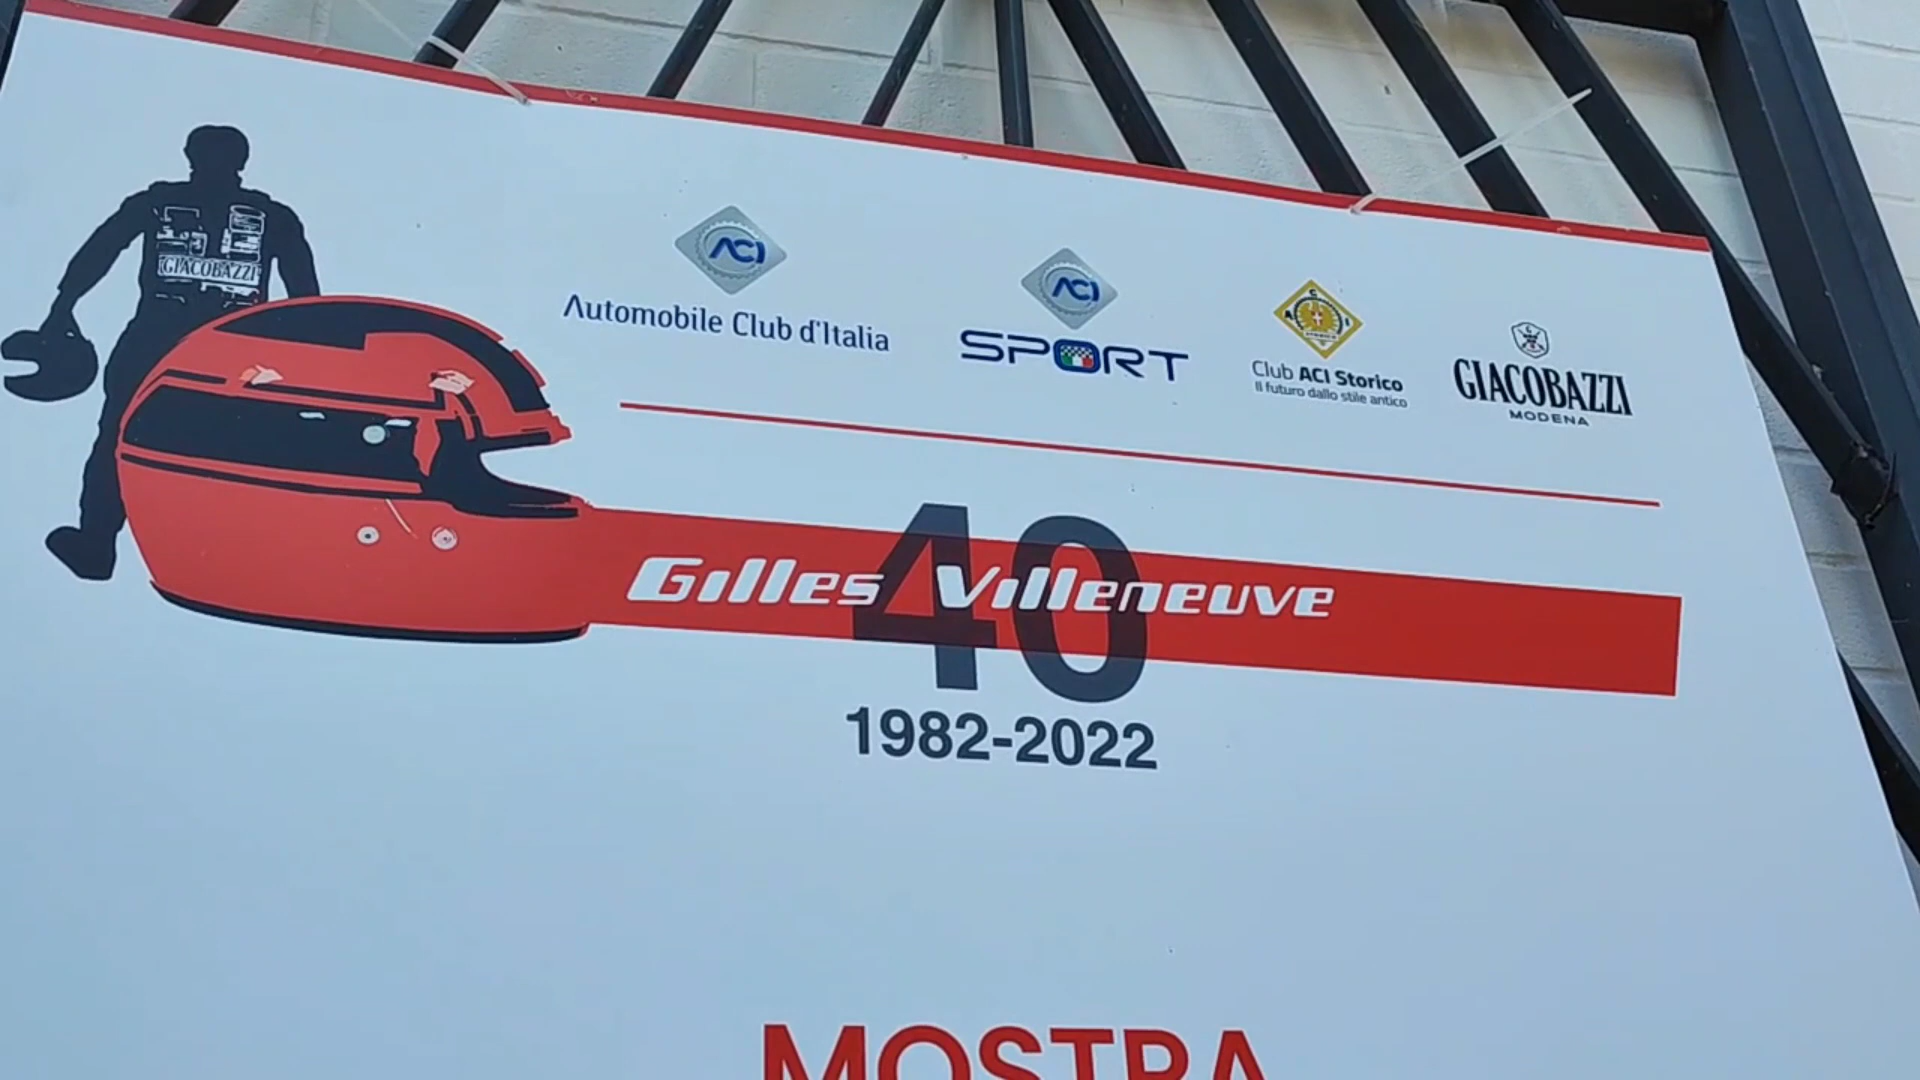 GIACOBAZZI
ACI
Automobile Club d'Italia
ACI
SPORT
Club ACI Storico
Il futuro dallo stile antico
GIACOBAZZI
MODENA
40
Gilles Villeneuve
1982-2022
MOSTRA